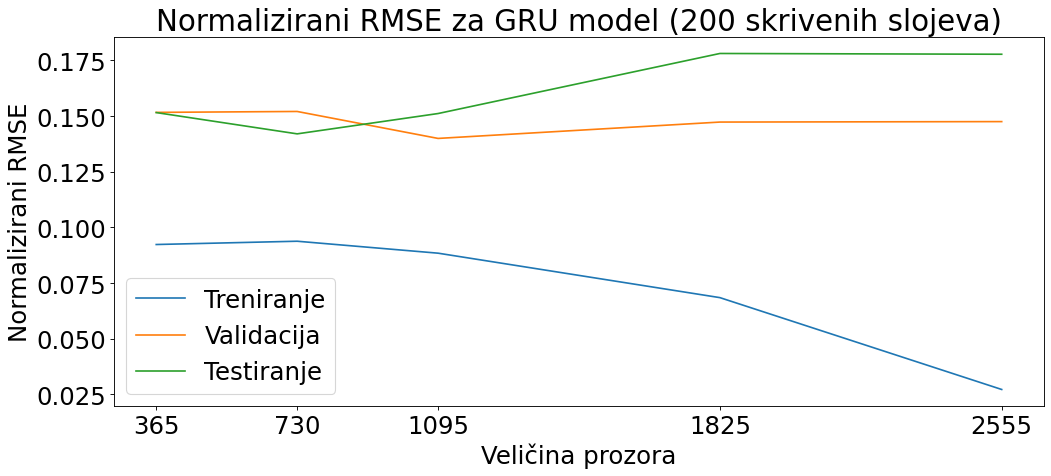 Normalizirani RMSE za GRU model (200 skrivenih slojeva)
Normalizirani RMSE
0.175
0.150
0.125
0.100
0.075
0.050
0.025
Treniranje
Validacija
Testiranje
365 730 1095 1825 2555
Veličina prozora